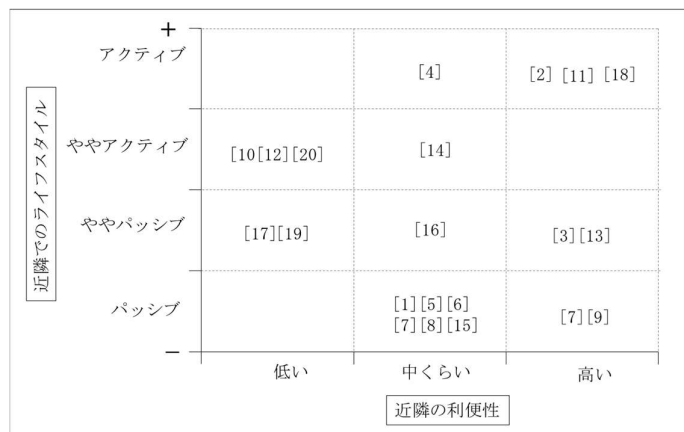 +
アクティブ
[4]
[2] [11] [18]
ややアクティブ
[10[12][20]
[14]
ややパッシブ
[17][19]
[16]
[3][13]
パッシブ
[1][5][6]
[7][8][15]
[7][9]
−
低い
中くらい
高い
近隣の利便性
近隣でのライフスタイル